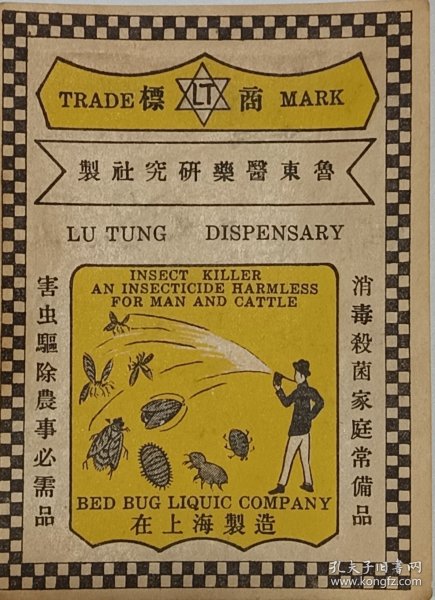 TRADE 標 LT 商 MARK
魯東醫藥研究社製
LU TUNG DISPENSARY
INSECT KILLER
AN INSECTICIDE HARMLESS
FOR MAN AND CATTLE
消毒殺菌家庭常備品
害虫驅除農事必需品
BED BUG LIQUIC COMPANY
在上海製造
孔夫子旧书网
www.kongfz.com